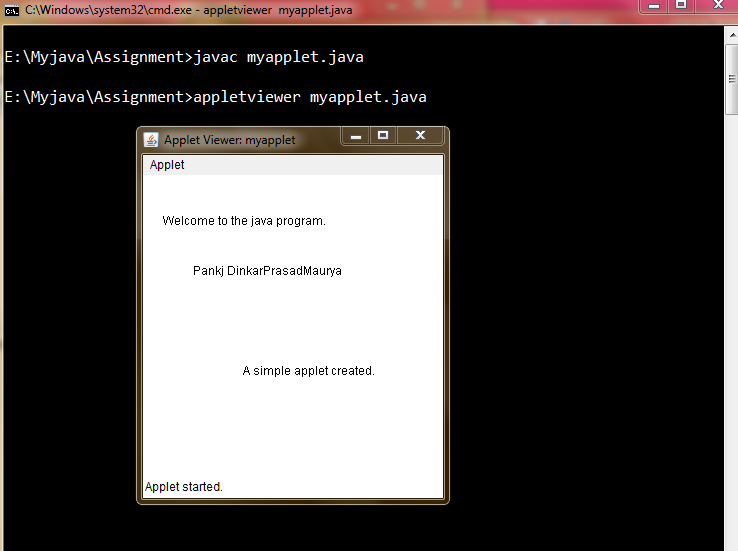 C:\Windows\system32\cmd.exe - appletviewer  myapplet.java
E:\Myjava\Assignment>javac myapplet.java
E:\Myjava\Assignment>appletviewer myapplet.java
Applet Viewer: myapplet
Applet
Welcome to the java program.
Pankj DinkarPrasadMaurya
A simple applet created.
Applet started.